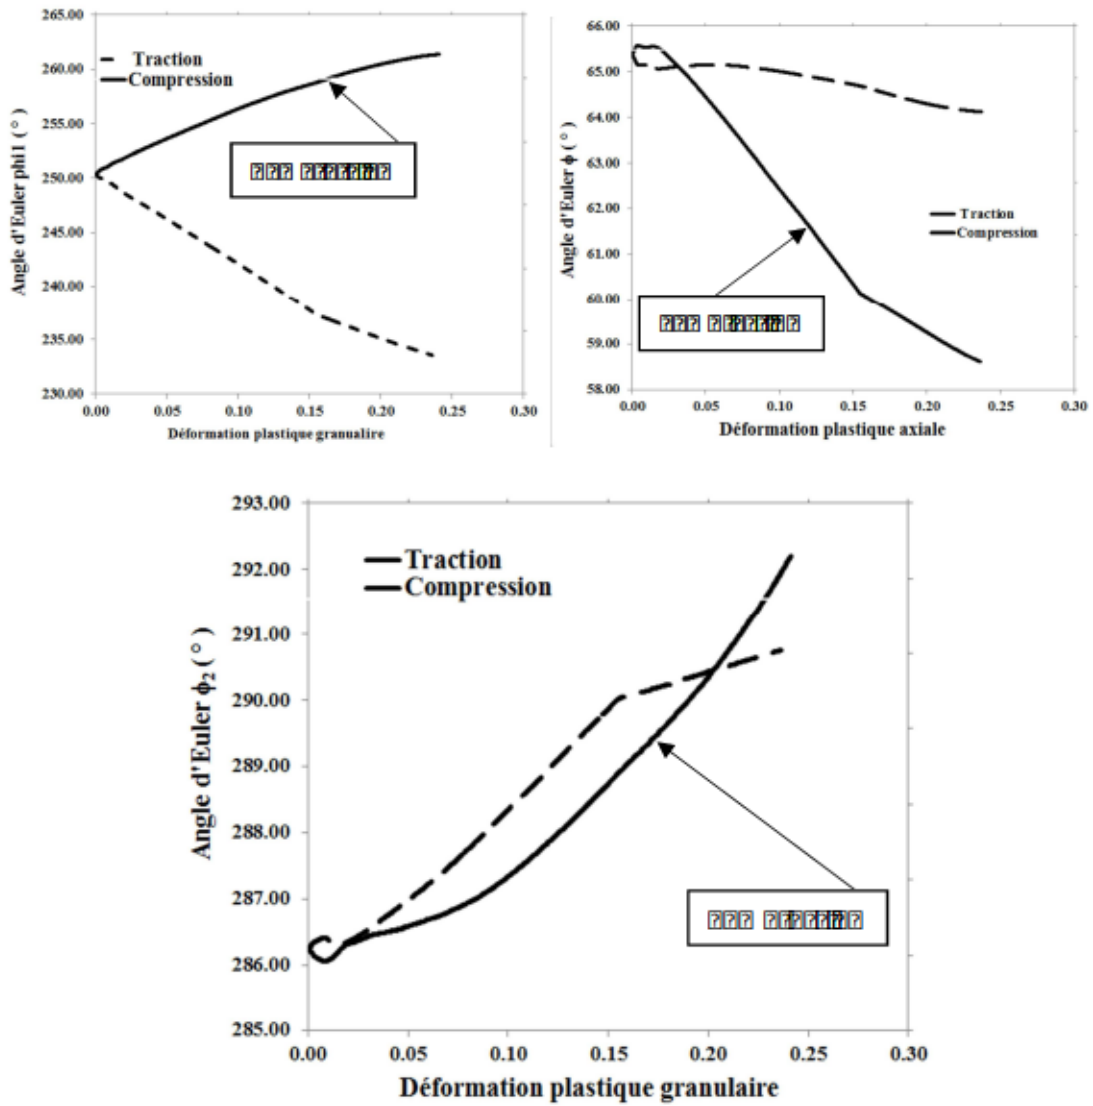 265.00
260.00
255.00
250.00
245.00
240.00
235.00
230.00
Angle d'Euler phi1 ( ° )
Traction
Compression
0.00 0.05 0.10 0.15 0.20 0.25 0.30
Déformation plastique granualire
66.00
65.00
64.00
63.00
62.00
61.00
60.00
59.00
58.00
Angle d'Euler ϕ ( ° )
Traction
Compression
0.00 0.05 0.10 0.15 0.20 0.25 0.30
Déformation plastique axiale
293.00
292.00
291.00
290.00
289.00
288.00
287.00
286.00
285.00
Angle d'Euler ϕ2 ( ° )
Traction
Compression
0.00 0.05 0.10 0.15 0.20 0.25 0.30
Déformation plastique granulaire